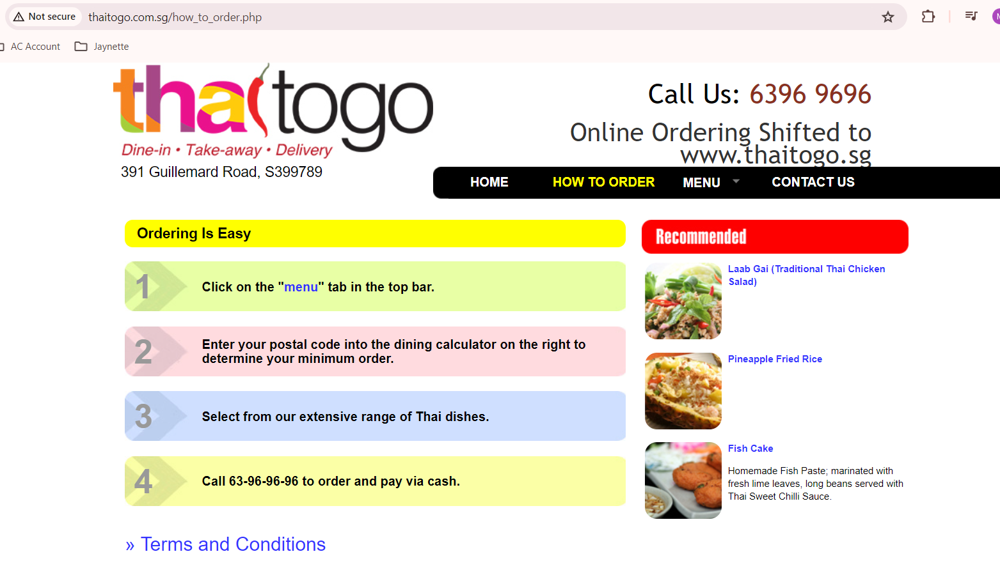 Not secure thaitogo.com.sg/how_to_order.php
AC Account Jaynette
thaitogo
Dine-in • Take-away • Delivery
391 Guillemard Road, S399789
Call Us: 6396 9696
Online Ordering Shifted to
www.thaitogo.sg
HOME HOW TO ORDER MENU CONTACT US
Ordering Is Easy
1 Click on the "menu" tab in the top bar.
2 Enter your postal code into the dining calculator on the right to
determine your minimum order.
3 Select from our extensive range of Thai dishes.
4 Call 63-96-96-96 to order and pay via cash.
» Terms and Conditions
Recommended
Laab Gai (Traditional Thai Chicken
Salad)
Pineapple Fried Rice
Fish Cake
Homemade Fish Paste; marinated with
fresh lime leaves, long beans served with
Thai Sweet Chilli Sauce.